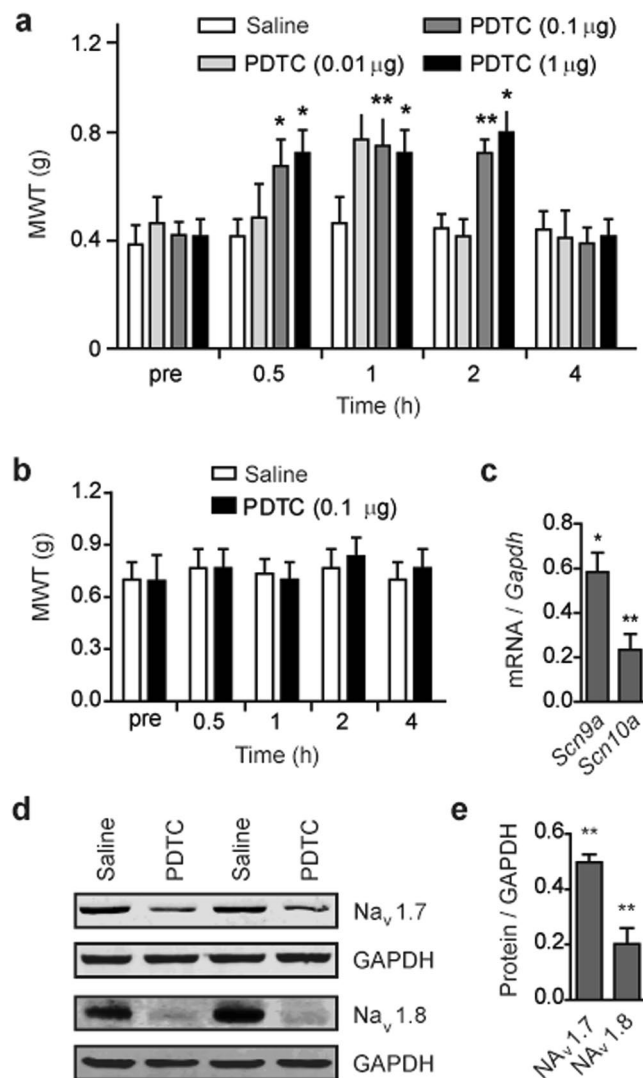 a
Saline
PDTC (0.1 μg)
PDTC (0.01 μg)
PDTC (1 μg)
MWT (g)
1.2
0.8
0.4
0
* * ** * ** *
pre 0.5 1 2 4
Time (h)
b
Saline
PDTC (0.1 μg)
MWT (g)
1.2
0.9
0.6
0.3
0.0
pre 0.5 1 2 4
Time (h)
c
mRNA / Gapdh
0.8
0.6
0.4
0.2
0.0
* **
Scn9a Scn10a
d
Saline PDTC Saline PDTC
Nav 1.7
GAPDH
Nav 1.8
GAPDH
e
Protein / GAPDH
0.6
0.4
0.2
0.0
** **
NAv 1.7 NAv 1.8